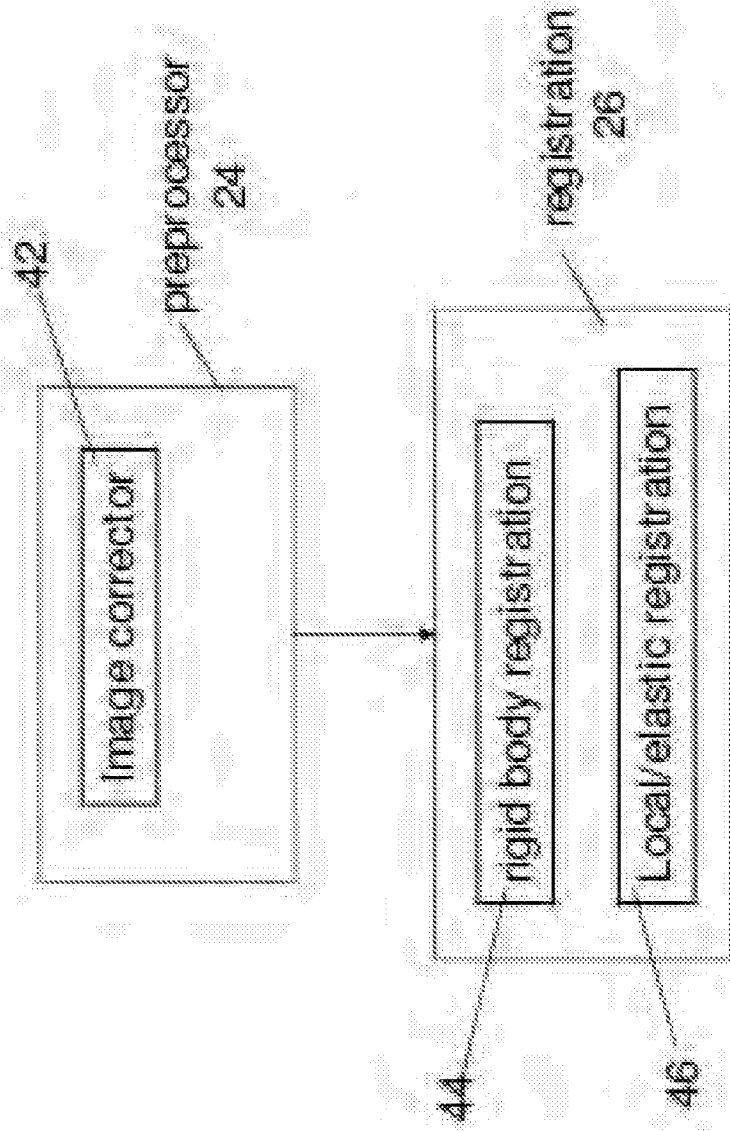 42
Image corrector
preprocessor
24
44
rigid body registration
46
Local/elastic registration
registration
26